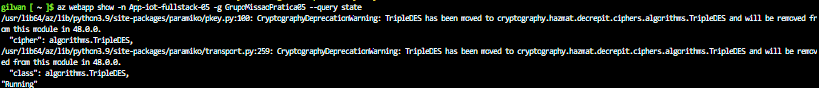 gilvan [ ~ ]$ az webapp show -n App-iot-fullstack-05 -g GrupoMissaoPratica05 --query state
/usr/lib64/az/lib/python3.9/site-packages/paramiko/pkey.py:100: CryptographyDeprecationWarning: TripleDES has been moved to cryptography.hazmat.decrepit.ciphers.algorithms.TripleDES and will be removed fr
om this module in 48.0.0.
  "cipher": algorithms.TripleDES,
/usr/lib64/az/lib/python3.9/site-packages/paramiko/transport.py:259: CryptographyDeprecationWarning: TripleDES has been moved to cryptography.hazmat.decrepit.ciphers.algorithms.TripleDES and will be remov
ed from this module in 48.0.0.
  "class": algorithms.TripleDES,
"Running"